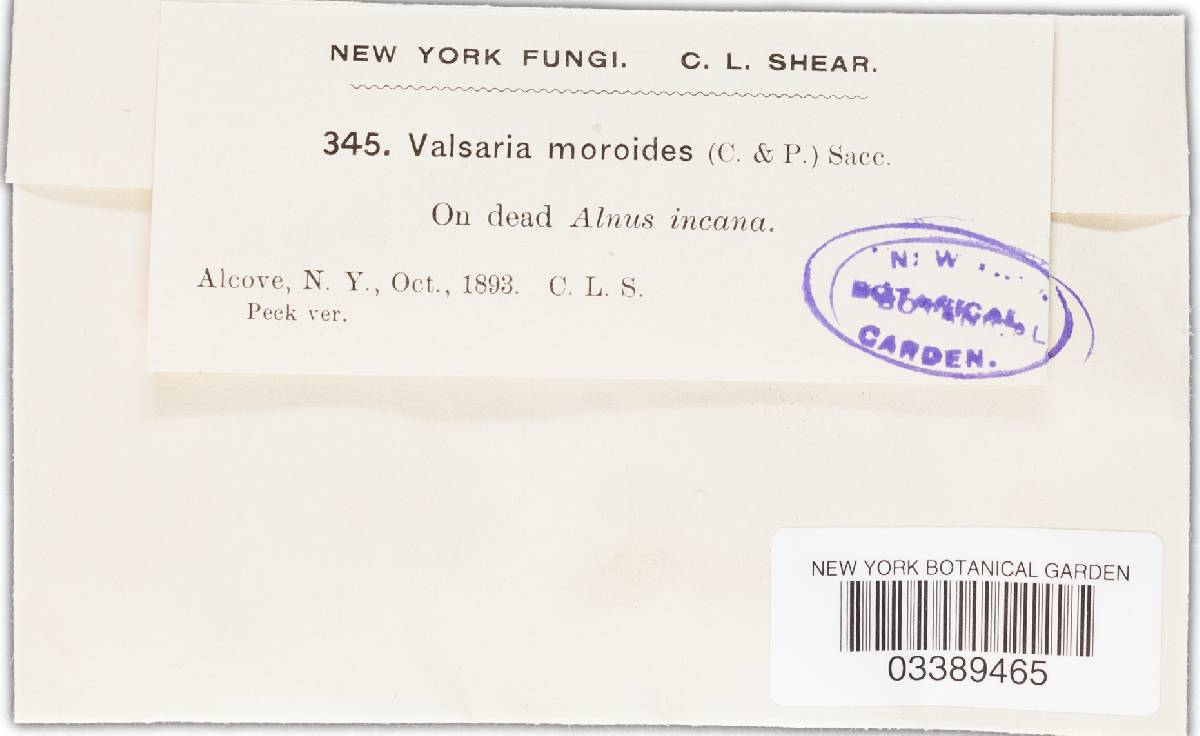 NEW YORK FUNGI. C. L. SHEAR.
345. Valsaria moroides (C. & P.) Sacc.
On dead Alnus incana.
Alcove, N. Y., Oct., 1893. C. L. S.
Peck ver.
BOTANICAL
GARDEN.
NEW YORK BOTANICAL GARDEN
03389465